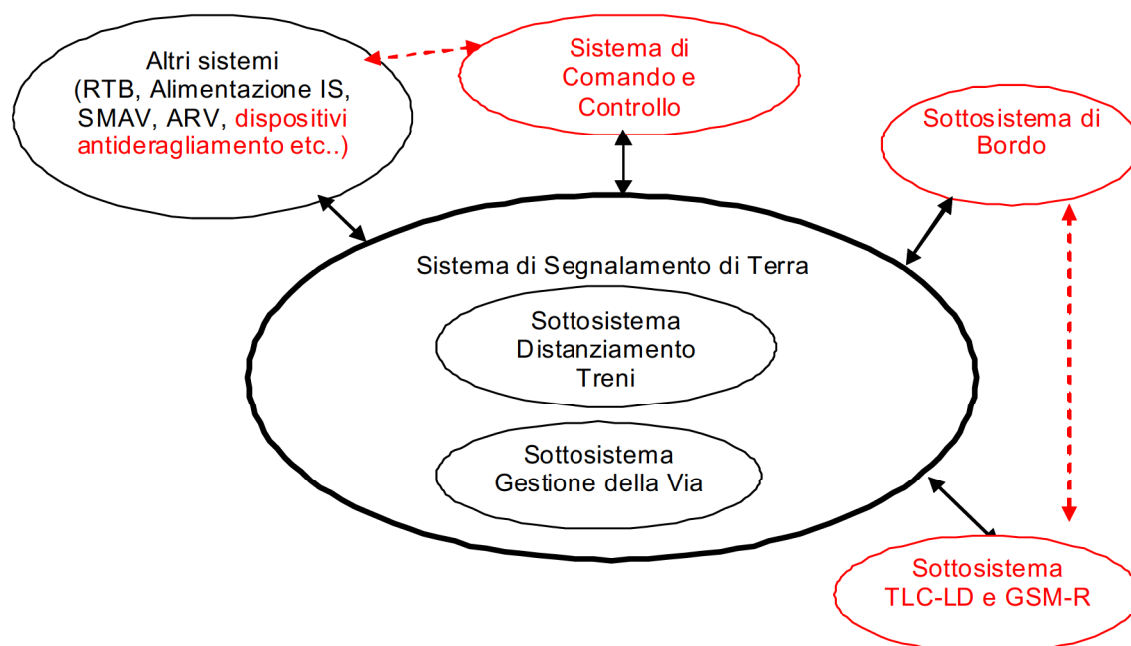 Altri sistemi
(RTB, Alimentazione IS,
SMAV, ARV, dispositivi
antideragliamento etc..)
Sistema di
Comando e
Controllo
Sottosistema di
Bordo
Sistema di Segnalamento di Terra
Sottosistema
Distanziamento
Treni
Sottosistema
Gestione della Via
Sottosistema
TLC-LD e GSM-R